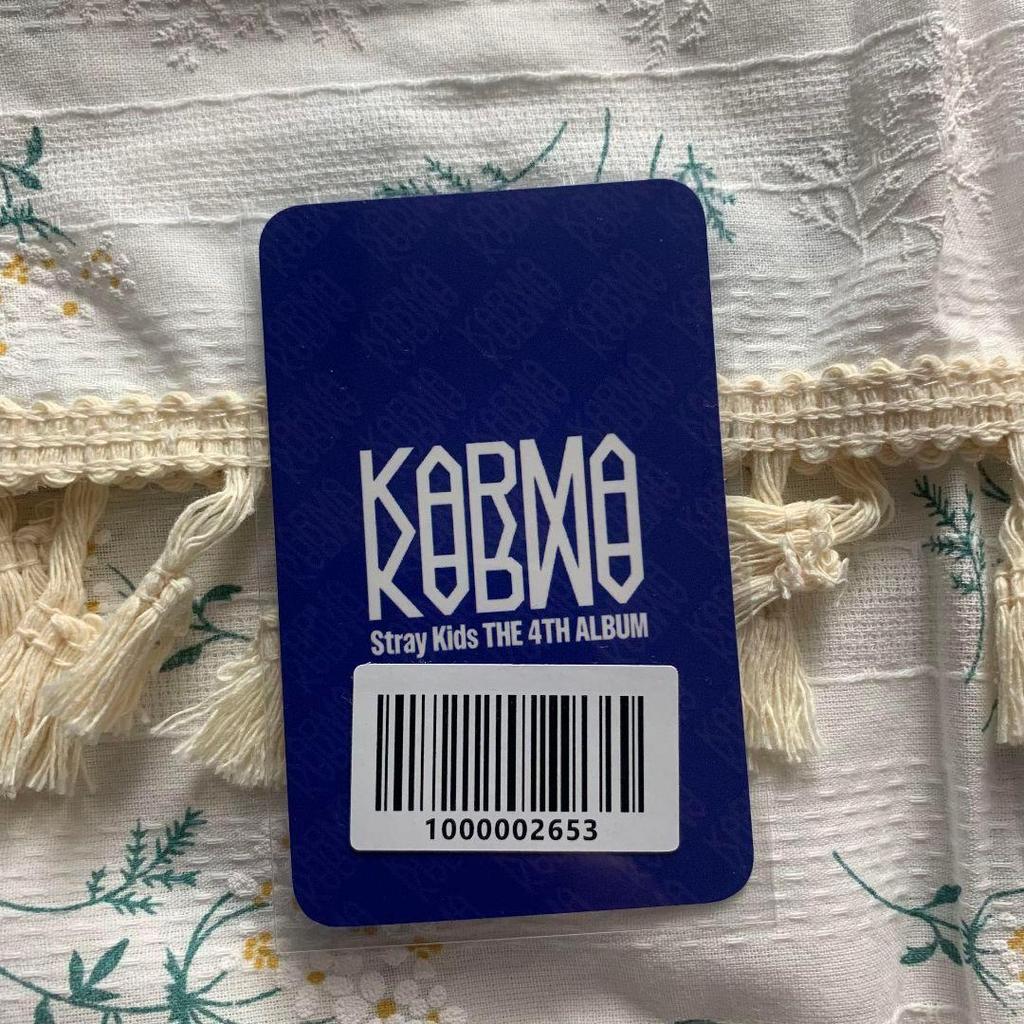 KARMA
Stray Kids THE 4TH ALBUM
1000002653